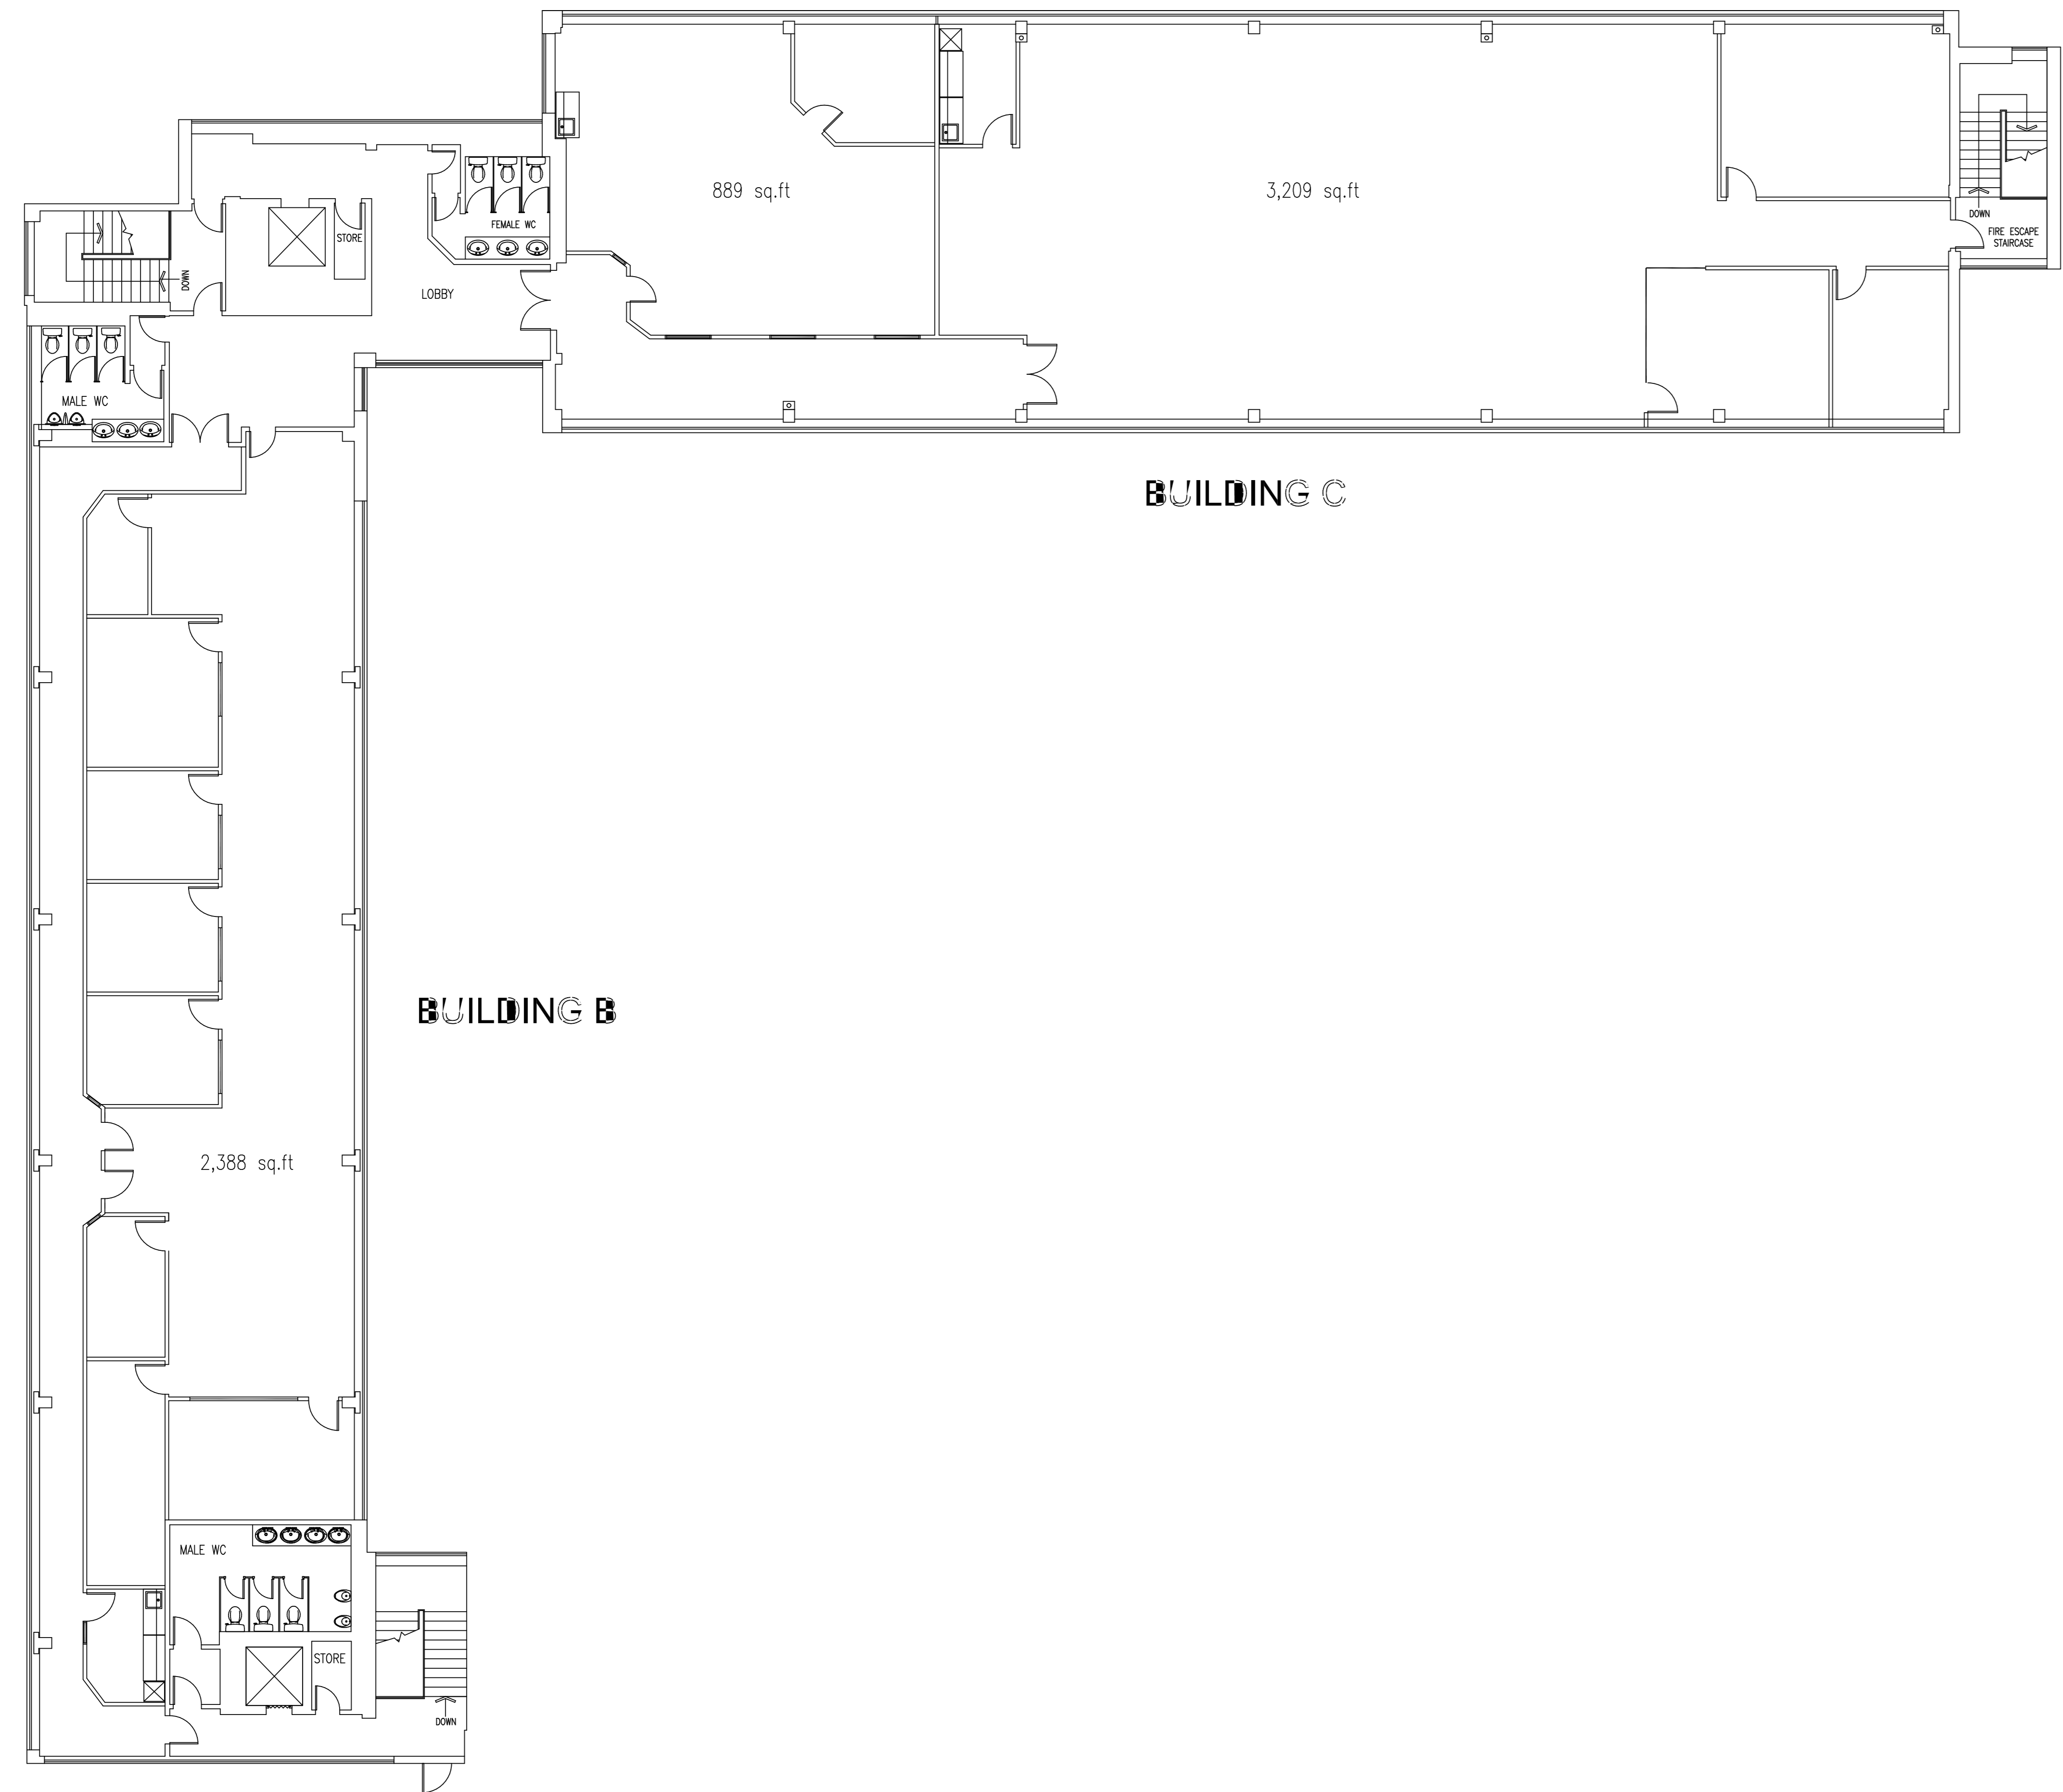 889 sq.ft
3,209 sq.ft
FEMALE WC
STORE
DOWN
FIRE ESCAPE
STAIRCASE
DOWN
LOBBY
MALE WC
BUILDING C
BUILDING B
2,388 sq.ft
MALE WC
STORE
DOWN